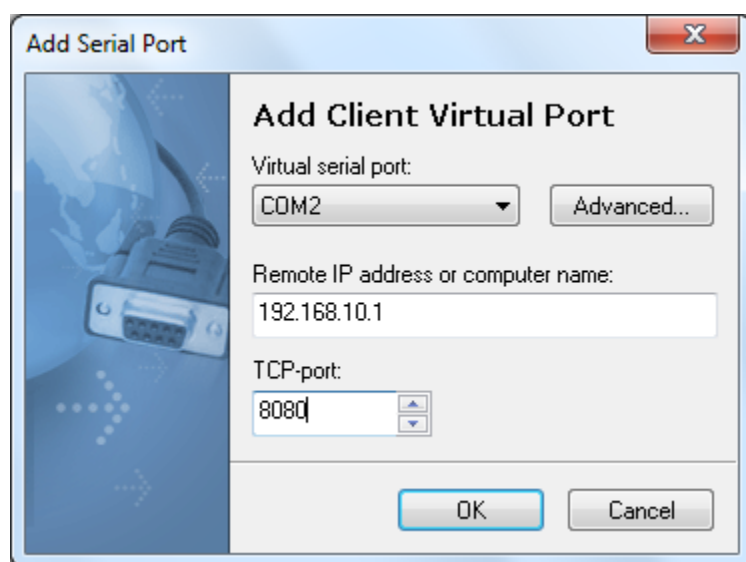 Add Serial Port
Add Client Virtual Port
Virtual serial port:
COM2
Advanced...
Remote IP address or computer name:
192.168.10.1
TCP-port:
8080
OK
Cancel